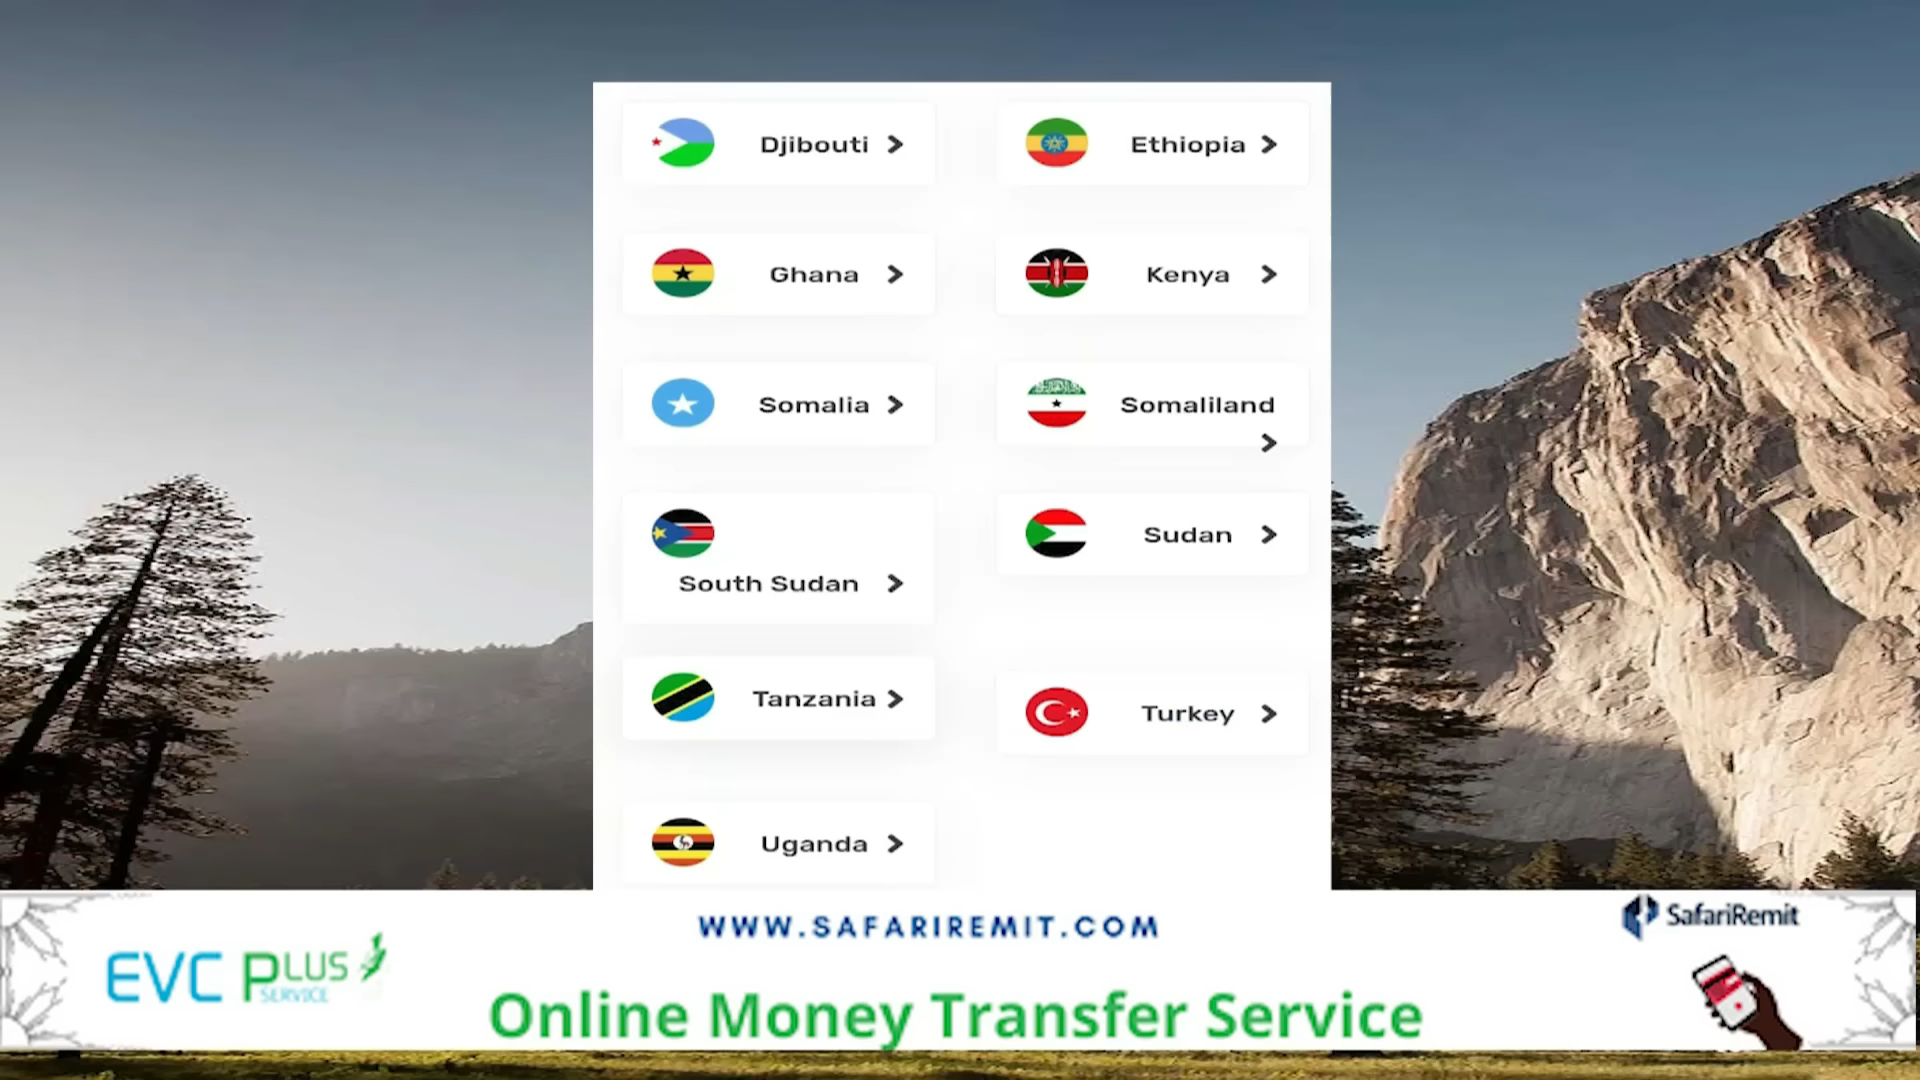 Djibouti
Ethiopia
Ghana
Kenya
Somalia
Somaliland
South Sudan
Sudan
Tanzania
Turkey
Uganda
WWW.SAFARIREMIT.COM
SafariRemit
EVC PLUS
SERVICE
Online Money Transfer Service